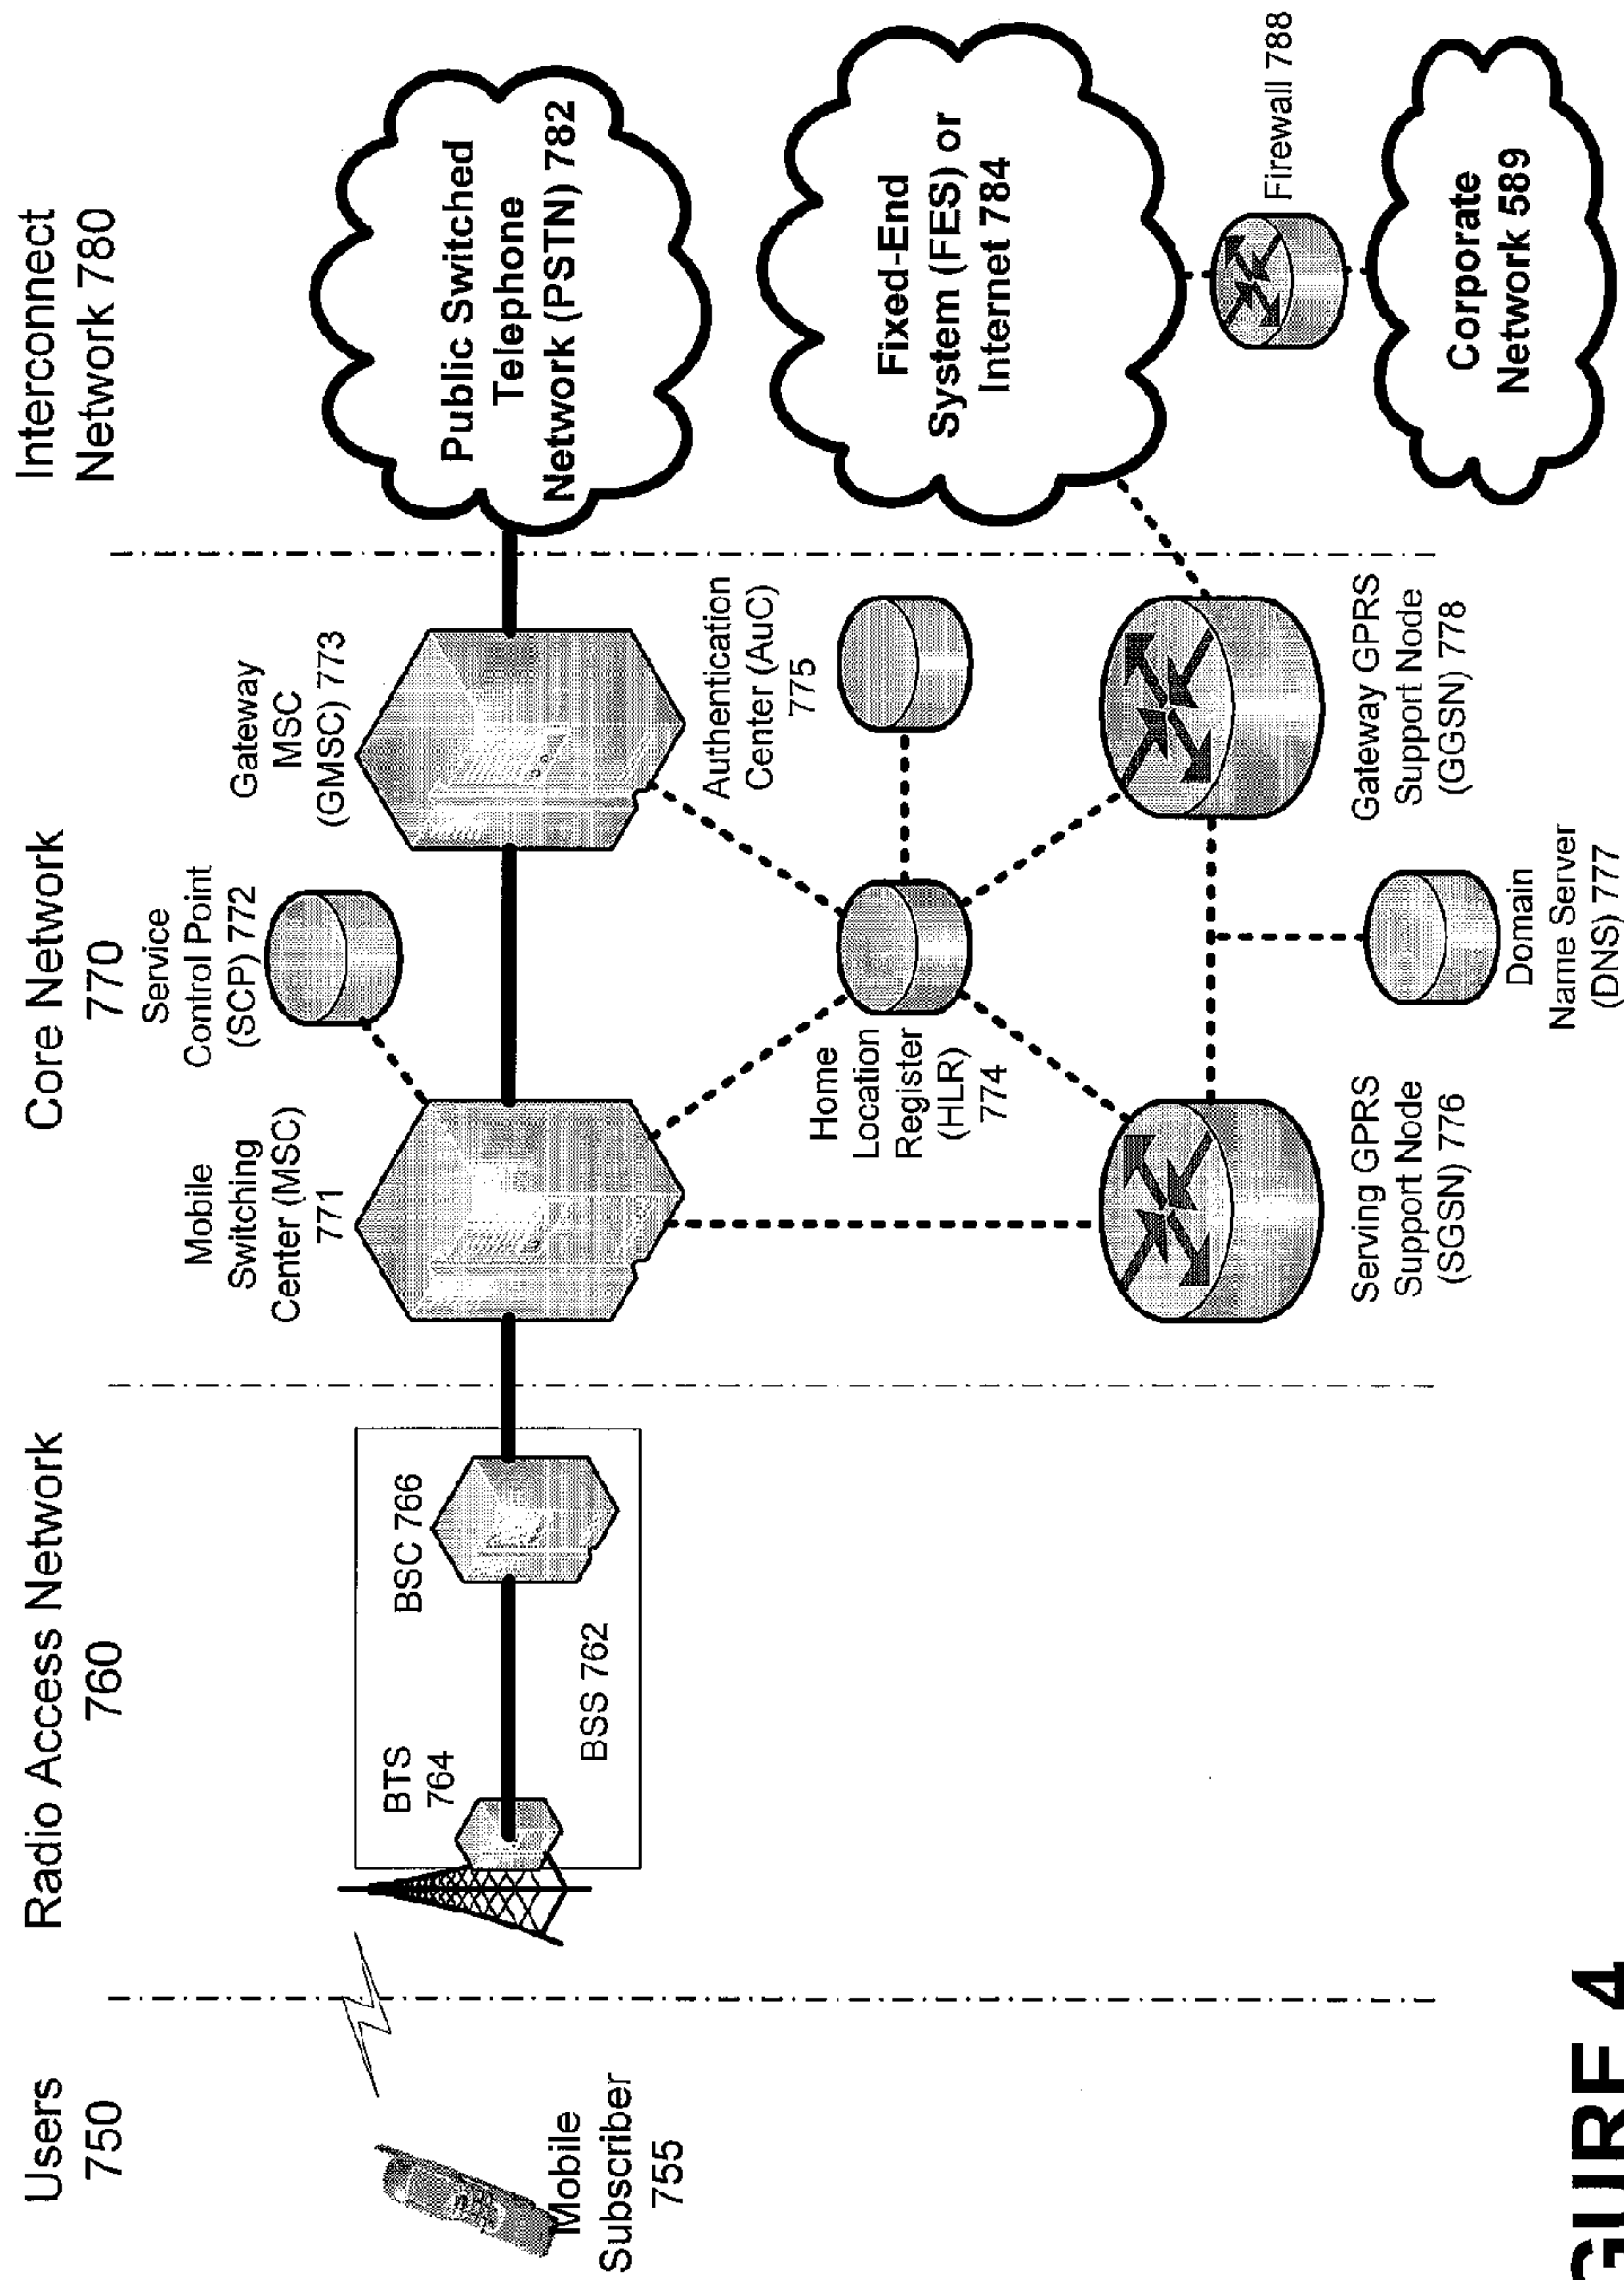 Users
750
Radio Access Network
760
Core Network
770
Interconnect
Network 780
Mobile
Subscriber
755
BTS
764
BSC 766
BSS 762
Mobile
Switching
Center (MSC)
771
Service
Control Point
(SCP) 772
Gateway
MSC
(GMSC) 773
Public Switched
Telephone
Network (PSTN) 782
Home
Location
Register
(HLR)
774
Authentication
Center (AuC)
775
Fixed-End
System (FES) or
Internet 784
Serving GPRS
Support Node
(SGSN) 776
Gateway GPRS
Support Node
(GGSN) 778
Firewall 788
Domain
Name Server
(DNS) 777
Corporate
Network 589
GURE 4